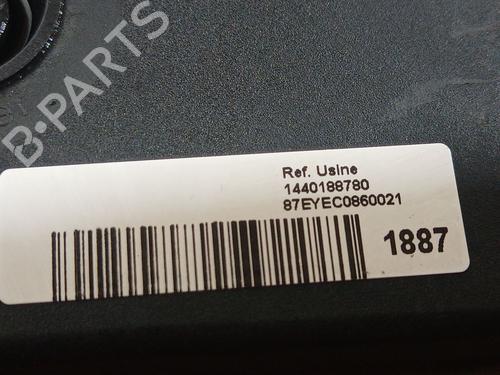 B-PARTS
Ref. Usine
1440188780
87EYEC0860021
1887